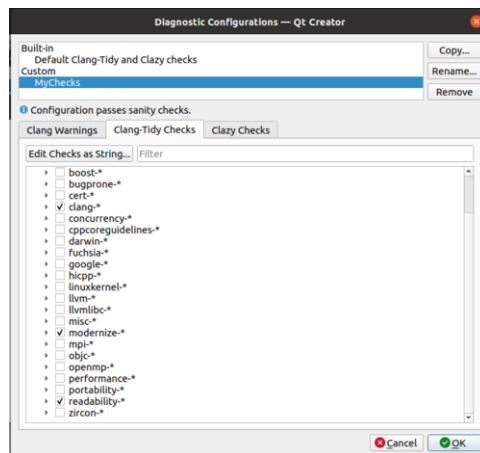 Diagnostic Configurations — Qt Creator
Built-in
Default Clang-Tidy and Clazy checks
Custom
MyChecks
Copy...
Rename...
Remove
Configuration passes sanity checks.
Clang Warnings Clang-Tidy Checks Clazy Checks
Edit Checks as String... Filter
boost-*
bugprone-*
cert-*
clang-*
concurrency-*
cppcoreguidelines-*
darwin-*
fuchsia-*
google-*
hicpp-*
linuxkernel-*
llvm-*
llvmlibc-*
misc-*
modernize-*
mpi-*
objc-*
openmp-*
performance-*
portability-*
readability-*
zircon-*
Cancel OK